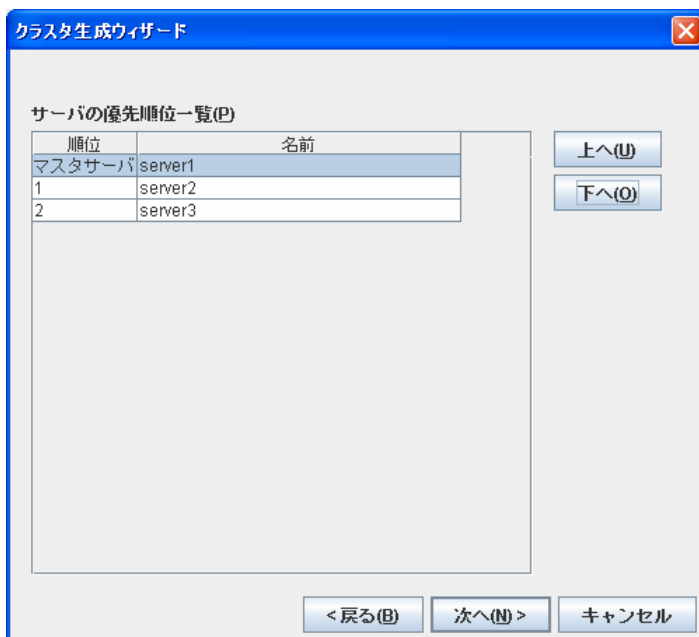 クラスタ生成ウィザード
サーバの優先順位一覧(P)
順位 名前
マスタサーバ server1
1 server2
2 server3
上へ(U)
下へ(O)
<戻る(B) 次へ(N)> キャンセル